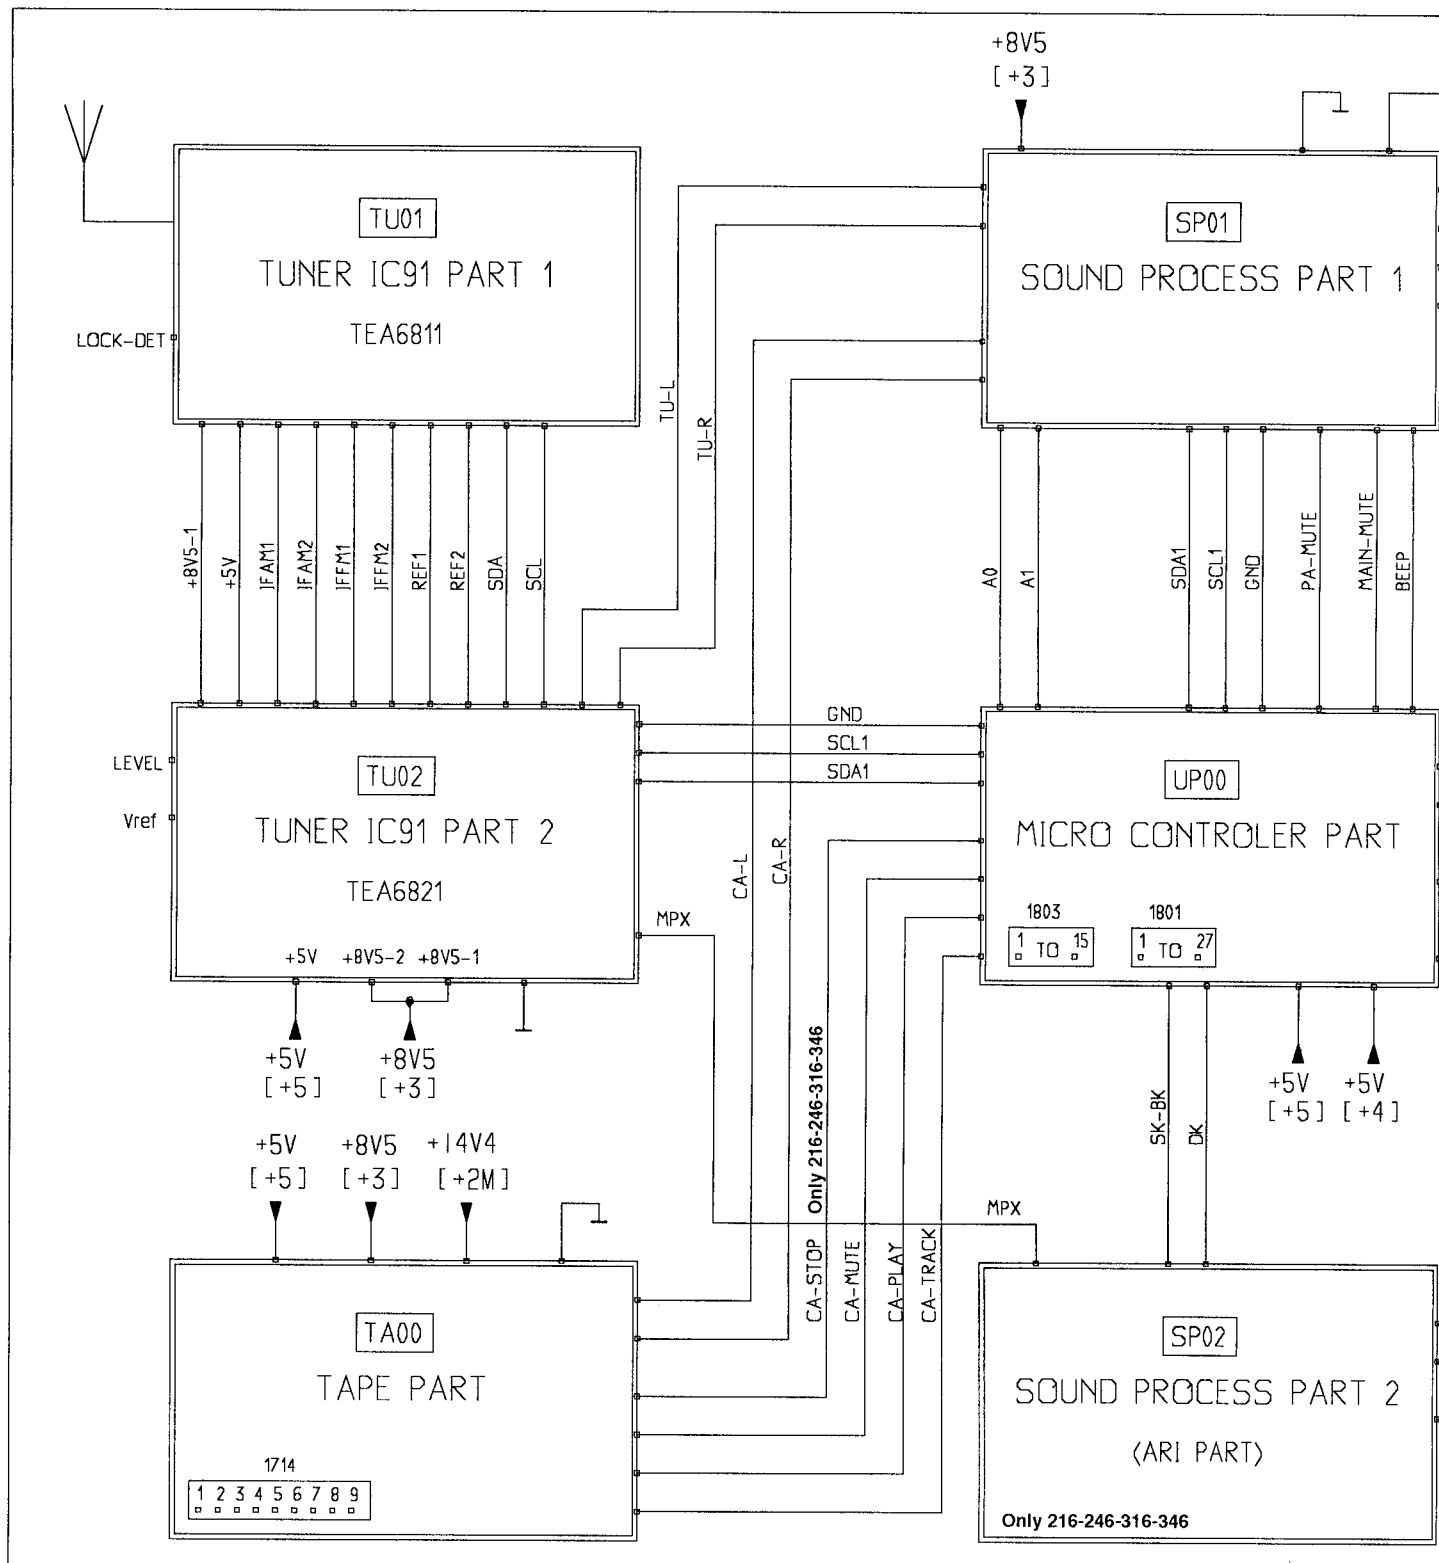 +8V5
[+3]
TU01
TUNER IC91 PART 1
TEA6811
LOCK-DET
SP01
SOUND PROCESS PART 1
TU-L
TU-R
+8V5-1
+5V
IFAM1
IFAM2
IFFM1
IFFM2
REF1
REF2
SDA
SCL
A0
A1
SDA1
SCL1
GND
PA-MUTE
MAIN-MUTE
BEEP
LEVEL
Vref
TU02
TUNER IC91 PART 2
TEA6821
+5V +8V5-2 +8V5-1
GND
SCL1
SDA1
MPX
CA-L
CA-R
UP00
MICRO CONTROLER PART
1803
1 TO 15
1801
1 TO 27
+5V
[+5]
+8V5
[+3]
+5V
[+5]
+5V
[+4]
SK-BK
DK
+5V
[+5]
+8V5
[+3]
+14V4
[+2M]
CA-STOP Only 216-246-316-346
CA-MUTE
CA-PLAY
CA-TRACK
MPX
TA00
TAPE PART
1714
1 2 3 4 5 6 7 8 9
SP02
SOUND PROCESS PART 2
(ARI PART)
Only 216-246-316-346